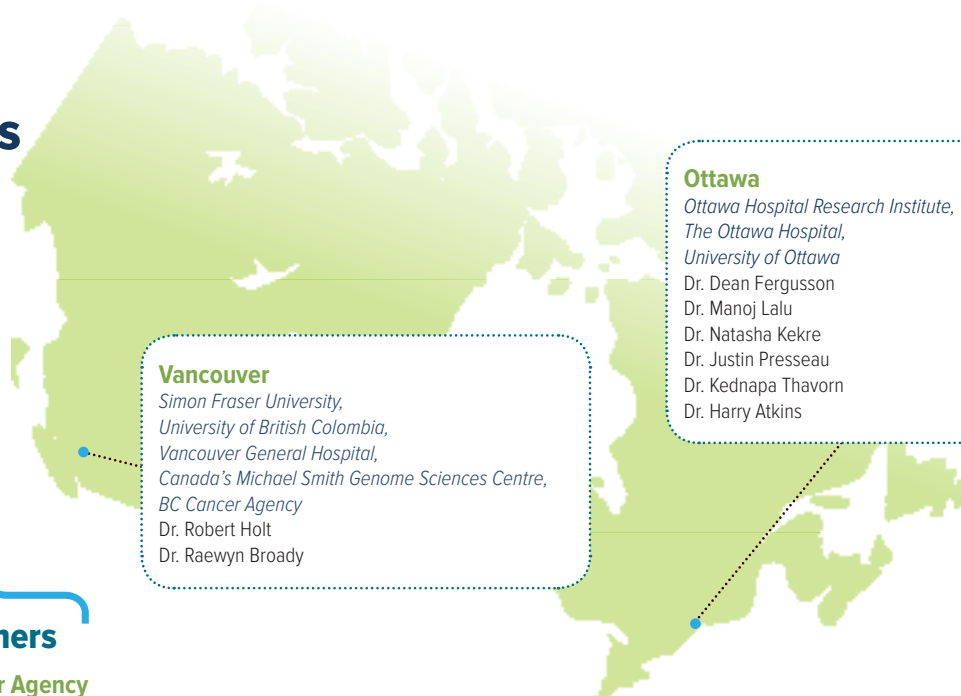 s
Ottawa
Ottawa Hospital Research Institute,
The Ottawa Hospital,
University of Ottawa
Dr. Dean Fergusson
Dr. Manoj Lalu
Dr. Natasha Kekre
Dr. Justin Presseau
Dr. Kednapa Thavorn
Dr. Harry Atkins
Vancouver
Simon Fraser University,
University of British Colombia,
Vancouver General Hospital,
Canada's Michael Smith Genome Sciences Centre,
BC Cancer Agency
Dr. Robert Holt
Dr. Raewyn Broady
ners
r Agency